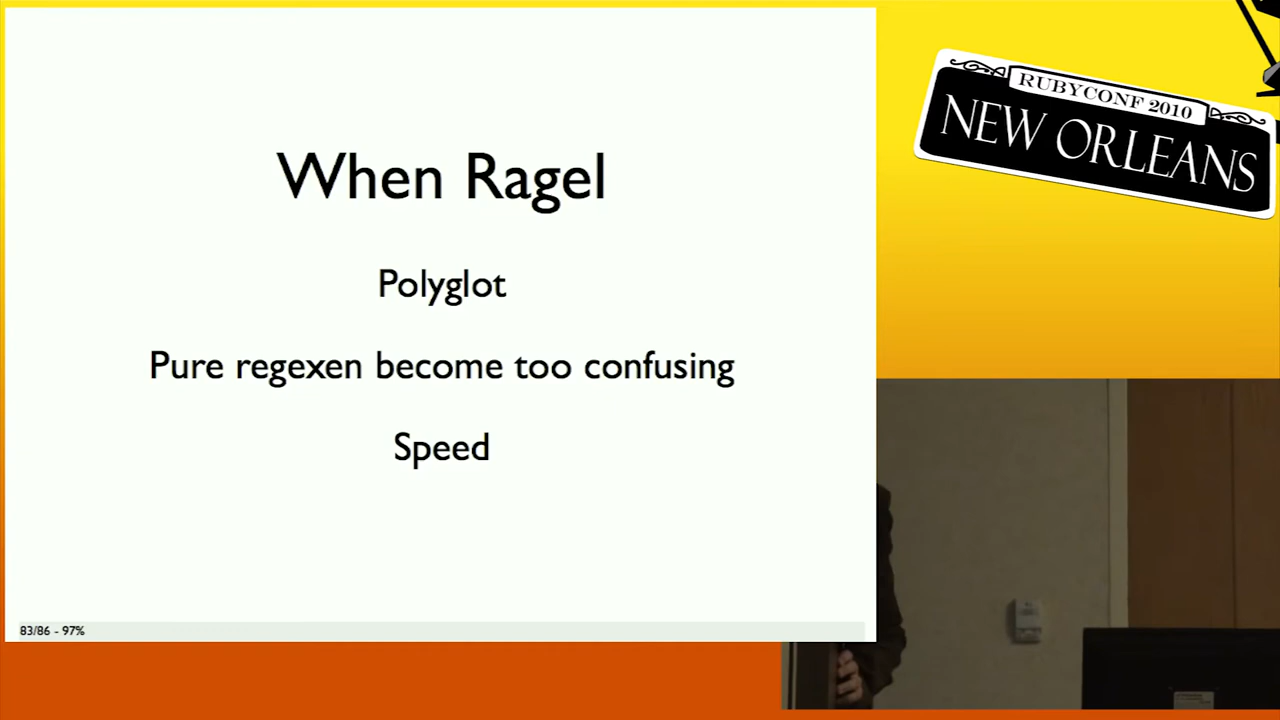 When Ragel
Polyglot
Pure regexen become too confusing
Speed
83/86 - 97%
RUBYCONF 2010
NEW ORLEANS